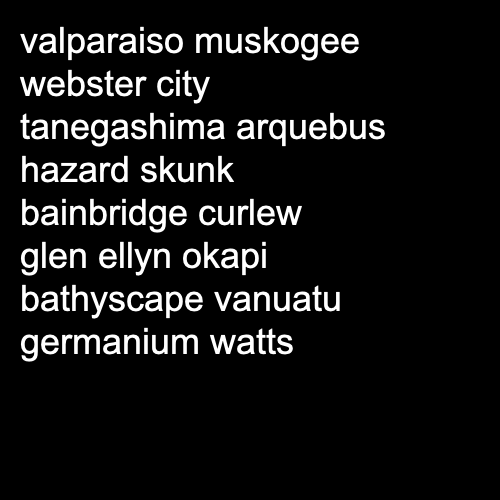 valparaiso muskogee
webster city
tanegashima arquebus
hazard skunk
bainbridge curlew
glen ellyn okapi
bathyscape vanuatu
germanium watts